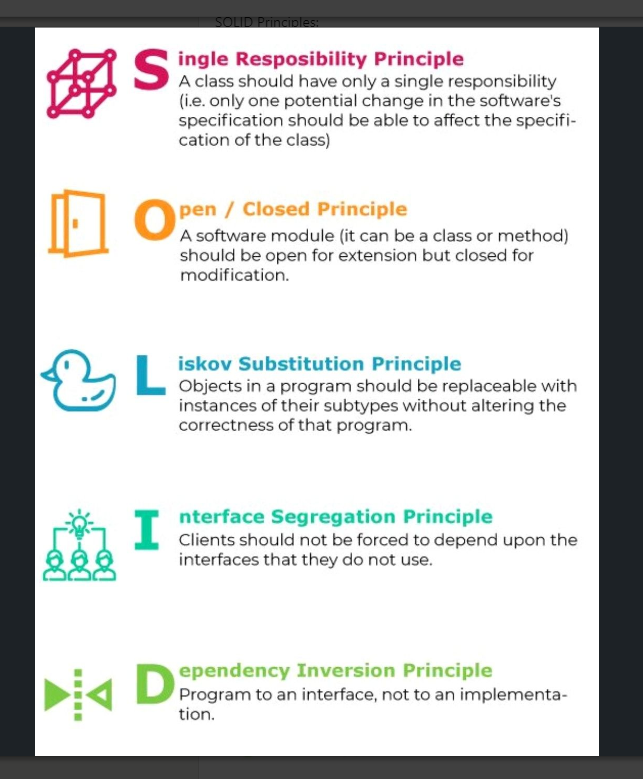 SOLID Principles:
Single Resposibility Principle
A class should have only a single responsibility
(i.e. only one potential change in the software's
specification should be able to affect the specifi-
cation of the class)
Open / Closed Principle
A software module (it can be a class or method)
should be open for extension but closed for
modification.
Liskov Substitution Principle
Objects in a program should be replaceable with
instances of their subtypes without altering the
correctness of that program.
Interface Segregation Principle
Clients should not be forced to depend upon the
interfaces that they do not use.
Dependency Inversion Principle
Program to an interface, not to an implementa-
tion.